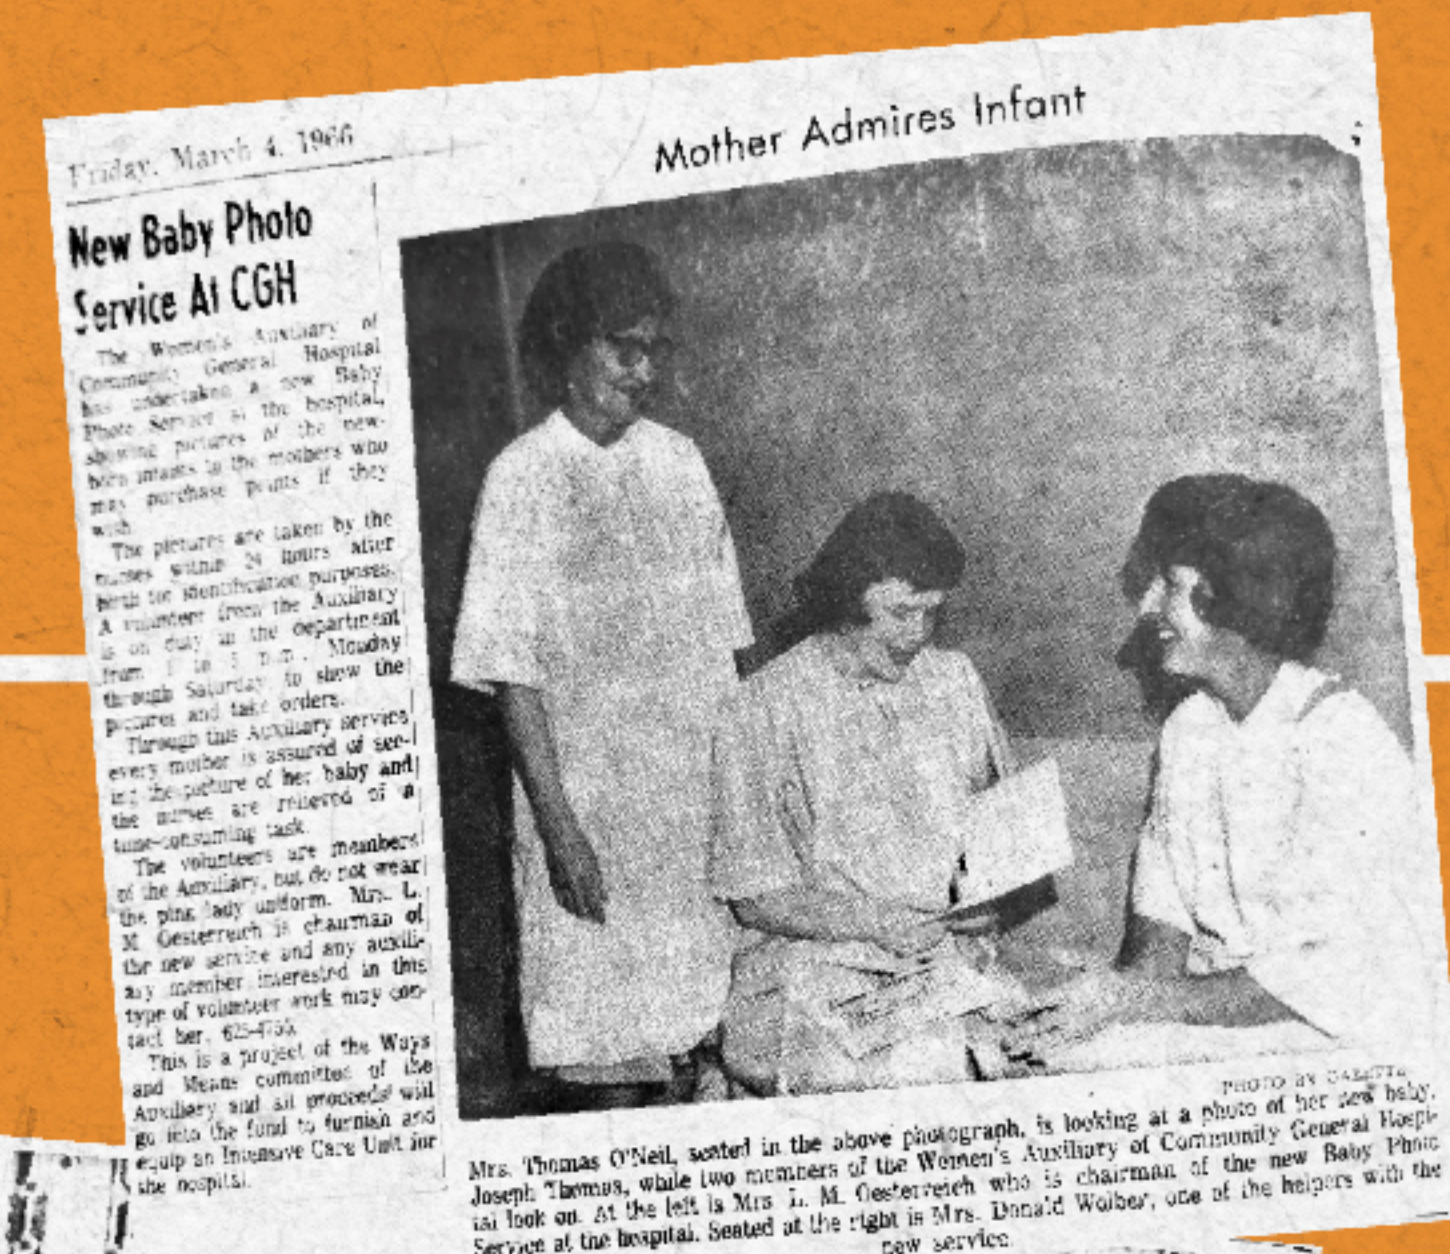 Friday, March 4, 1966
New Baby Photo
Service At CGH
The Women's Auxiliary of
Community General Hospital
has undertaken a new Baby
Photo Service at the hospital,
showing pictures of the new-
born infants to the mothers who
may purchase prints if they
wish.
The pictures are taken by the
nurses within 24 hours after
birth for identification purposes.
A volunteer from the Auxiliary
is on duty in the department
from 1 to 3 p.m., Monday
through Saturday, to show the
pictures and take orders.
Through this Auxiliary service
every mother is assured of see-
ing the picture of her baby and
the nurses are relieved of a
time-consuming task.
The volunteers are members
of the Auxiliary, but do not wear
the pink lady uniform. Mrs. L.
M. Oesterreich is chairman of
the new service and any auxili-
ary member interested in this
type of volunteer work may con-
tact her,
This is a project of the Ways
and Means committee of the
Auxiliary and all proceeds will
go into the fund to furnish and
equip an Intensive Care Unit for
the hospital.
Mother Admires Infant
PHOTO BY GAZETTE
Mrs. Thomas O'Neil, seated in the above photograph, is looking at a photo of her new baby,
Joseph Thomas, while two members of the Women's Auxiliary of Community General Hospi-
tal look on. At the left is Mrs. L. M. Oesterreich who is chairman of the new Baby Photo
Service at the hospital. Seated at the right is Mrs. Donald Wolber, one of the helpers with the
new service.